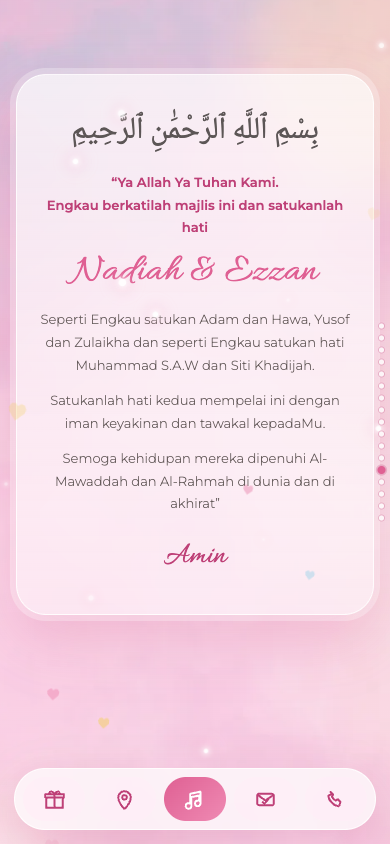 بِسْمِ ٱللَّهِ ٱلرَّحْمَٰنِ ٱلرَّحِيمِ
“Ya Allah Ya Tuhan Kami.
Engkau berkatilah majlis ini dan satukanlah
hati
Nadiah & Ezzan
Seperti Engkau satukan Adam dan Hawa, Yusof
dan Zulaikha dan seperti Engkau satukan hati
Muhammad S.A.W dan Siti Khadijah.
Satukanlah hati kedua mempelai ini dengan
iman keyakinan dan tawakal kepadaMu.
Semoga kehidupan mereka dipenuhi Al-
Mawaddah dan Al-Rahmah di dunia dan di
akhirat”
Amin